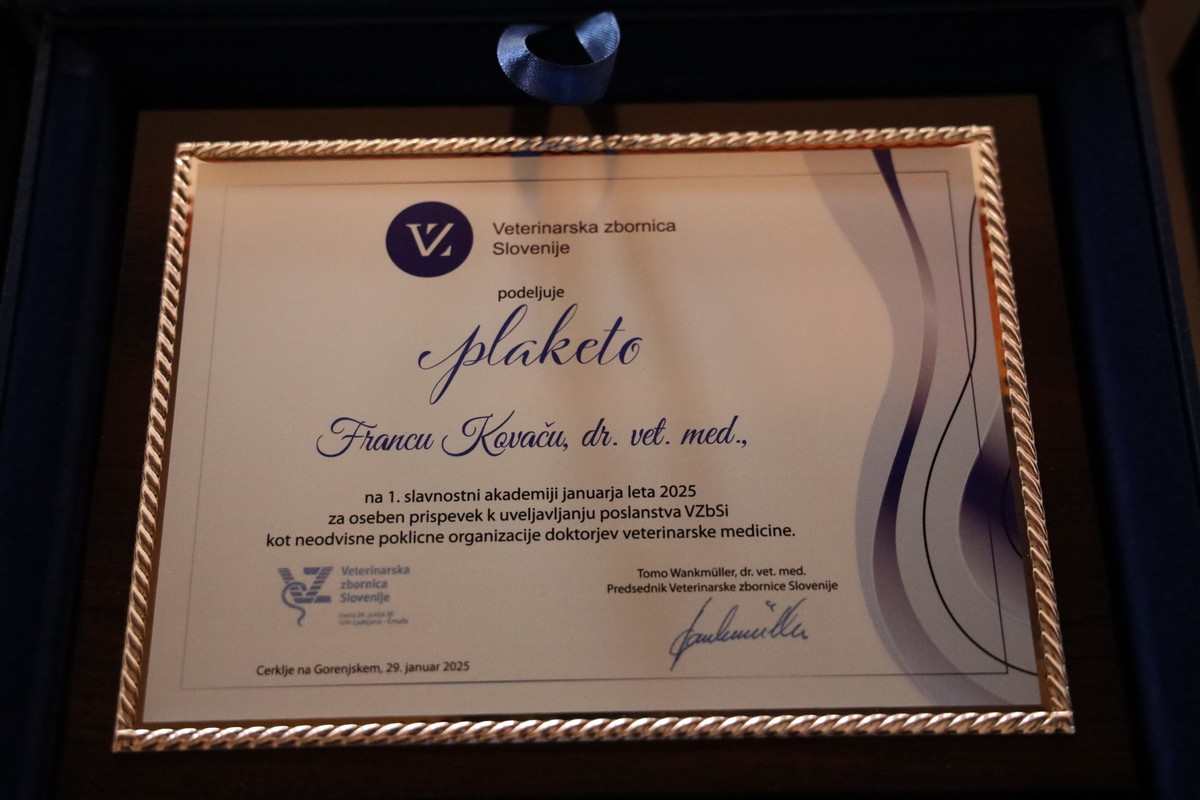 VZ
Veterinarska zbornica
Slovenije
podeljuje
plaketo
Francu Kovaču, dr. vet. med.,
na 1. slavnostni akademiji januarja leta 2025
za oseben prispevek k uveljavljanju poslanstva VZbSi
kot neodvisne poklicne organizacije doktorjev veterinarske medicine.
VZ
Veterinarska
zbornica
Slovenije
Tomo Wankmüller, dr. vet. med.
Predsednik Veterinarske zbornice Slovenije
Cerklje na Gorenjskem, 29. januar 2025